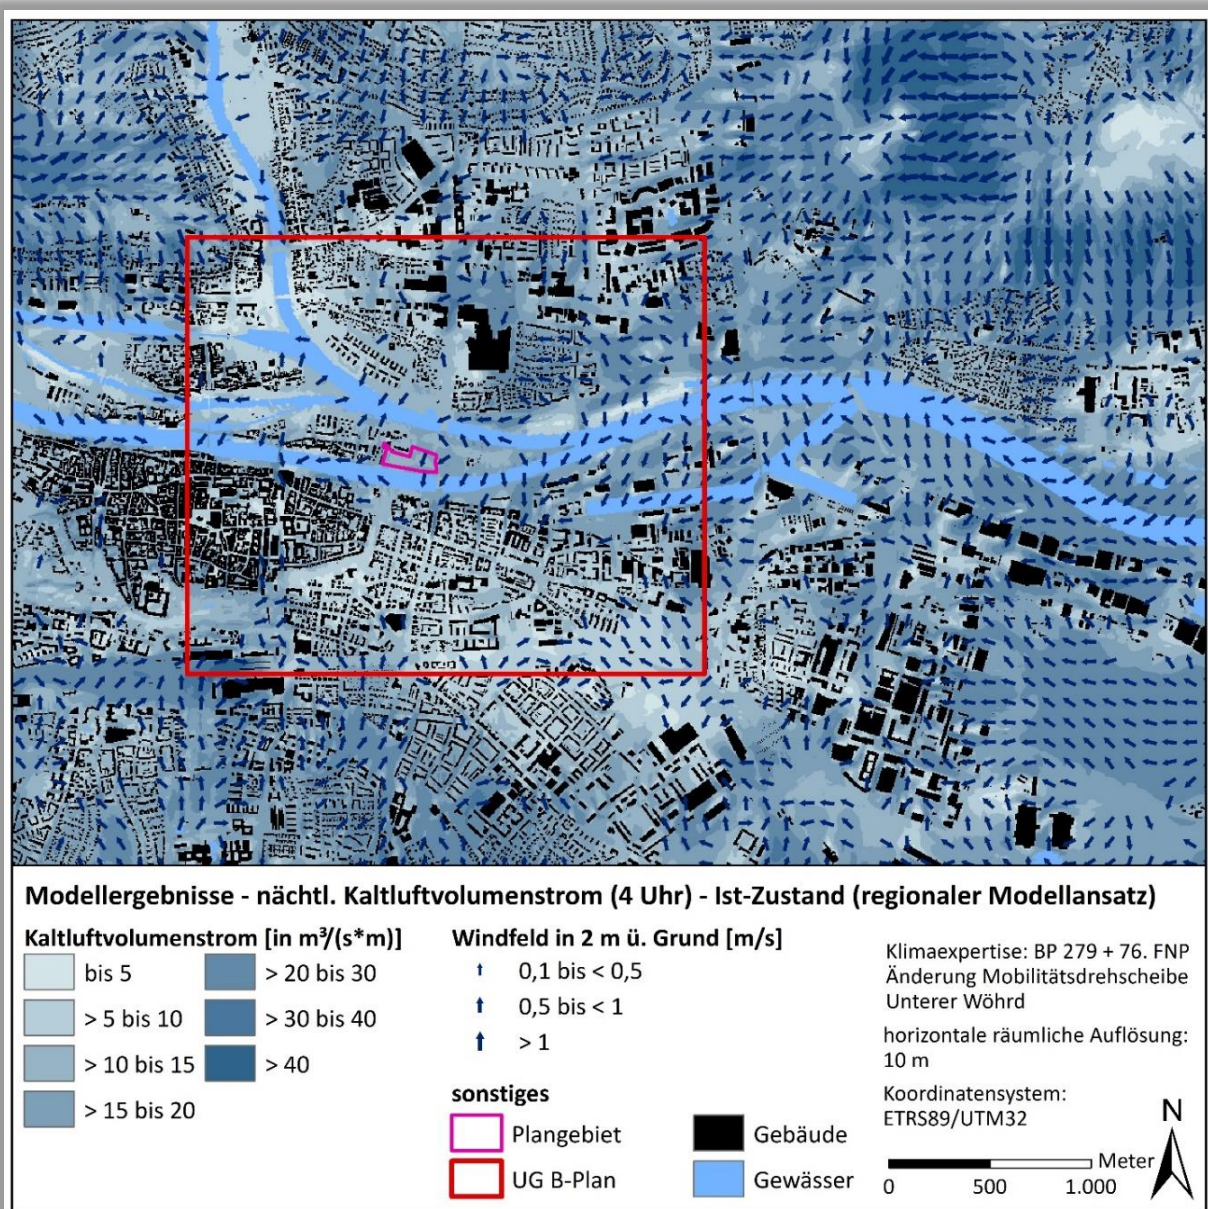 Modellergebnisse - nächtl. Kaltluftvolumenstrom (4 Uhr) - Ist-Zustand (regionaler Modellansatz)
Kaltluftvolumenstrom [in m³/(s*m)]
bis 5
> 5 bis 10
> 10 bis 15
> 15 bis 20
> 20 bis 30
> 30 bis 40
> 40
Windfeld in 2 m ü. Grund [m/s]
0,1 bis < 0,5
0,5 bis < 1
> 1
sonstiges
Plangebiet
UG B-Plan
Gebäude
Gewässer
Klimaexpertise: BP 279 + 76. FNP
Änderung Mobilitätsdrehscheibe
Unterer Wöhrd
horizontale räumliche Auflösung:
10 m
Koordinatensystem:
ETRS89/UTM32
N
Meter
0 500 1.000